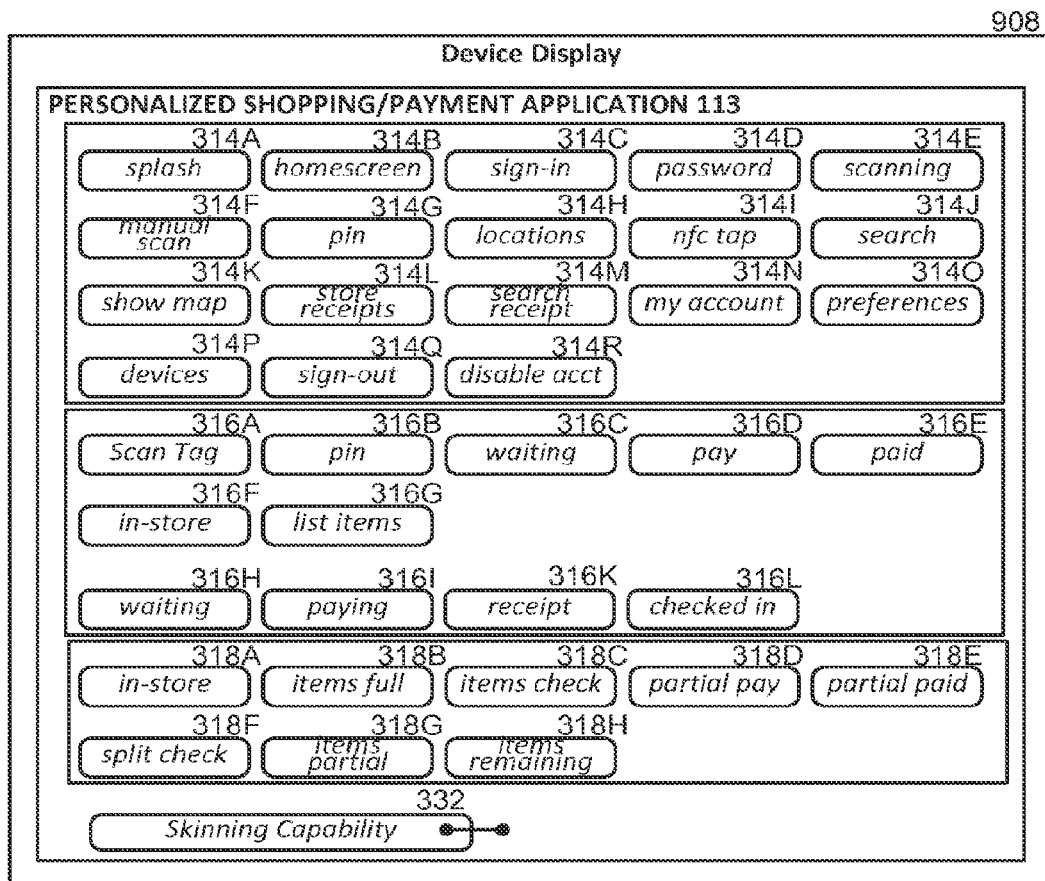 908
Device Display
PERSONALIZED SHOPPING/PAYMENT APPLICATION 113
314A 314B 314C 314D 314E
splash homescreen sign-in password scanning
314F 314G 314H 314I 314J
manual scan pin locations nfc tap search
314K 314L 314M 314N 314O
show map store receipts search receipt my account preferences
314P 314Q 314R
devices sign-out disable acct
316A 316B 316C 316D 316E
Scan Tag pin waiting pay paid
316F 316G
in-store list items
316H 316I 316K 316L
waiting paying receipt checked in
318A 318B 318C 318D 318E
in-store items full items check partial pay partial paid
318F 318G 318H
split check items partial items remaining
332
Skinning Capability